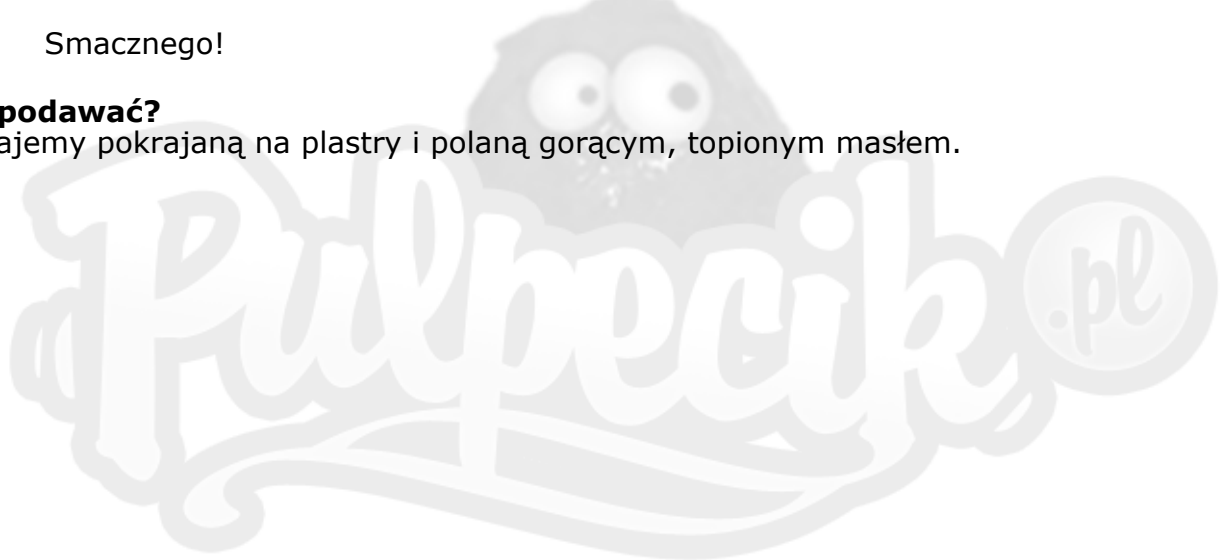 Smacznego!
podawać?
ajemy pokrajaną na plastry i polaną gorącym, topionym masłem.
Pulpecik.pl